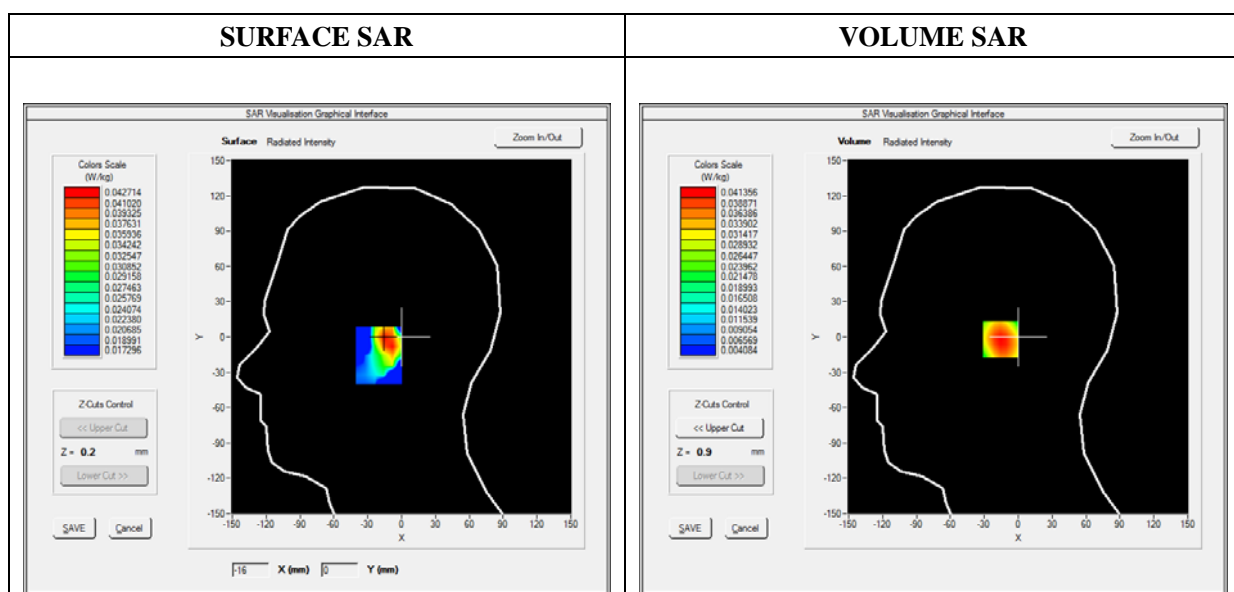 SURFACE SAR
VOLUME SAR
SAR Visualisation Graphical Interface
Surface Radiated Intensity
Zoom In/Out
Colors Scale
(W/kg)
0.042714
0.041020
0.039325
0.037631
0.035936
0.034242
0.032547
0.030852
0.029158
0.027463
0.025769
0.024074
0.022380
0.020685
0.018991
0.017296
150
120
90
60
30
0
-30
-60
-90
-120
-150
Y
-150 -120 -90 -60 -30 0 30 60 90 120 150
X
Z-Cuts Control
<< Upper Cut
Z = 0.2 mm
Lower Cut >>
SAVE Cancel
-16 X (mm) 0 Y (mm)
SAR Visualisation Graphical Interface
Volume Radiated Intensity
Zoom In/Out
Colors Scale
(W/kg)
0.041356
0.038871
0.036386
0.033902
0.031417
0.028932
0.026447
0.023962
0.021478
0.018993
0.016508
0.014023
0.011539
0.009054
0.006569
0.004084
150
120
90
60
30
0
-30
-60
-90
-120
-150
Y
-150 -120 -90 -60 -30 0 30 60 90 120 150
X
Z-Cuts Control
<< Upper Cut
Z = 0.9 mm
Lower Cut >>
SAVE Cancel